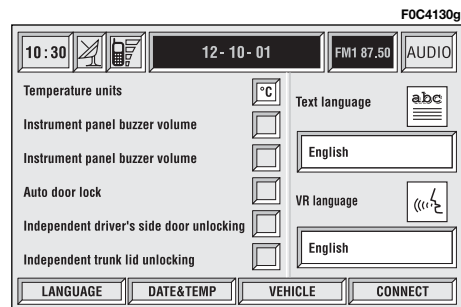 F0C4130g
10:30 12-10-01 FM1 87.50 AUDIO
Temperature units °C
Instrument panel buzzer volume
Instrument panel buzzer volume
Auto door lock
Independent driver's side door unlocking
Independent trunk lid unlocking
Text language abc
English
VR language
English
LANGUAGE DATE&TEMP VEHICLE CONNECT